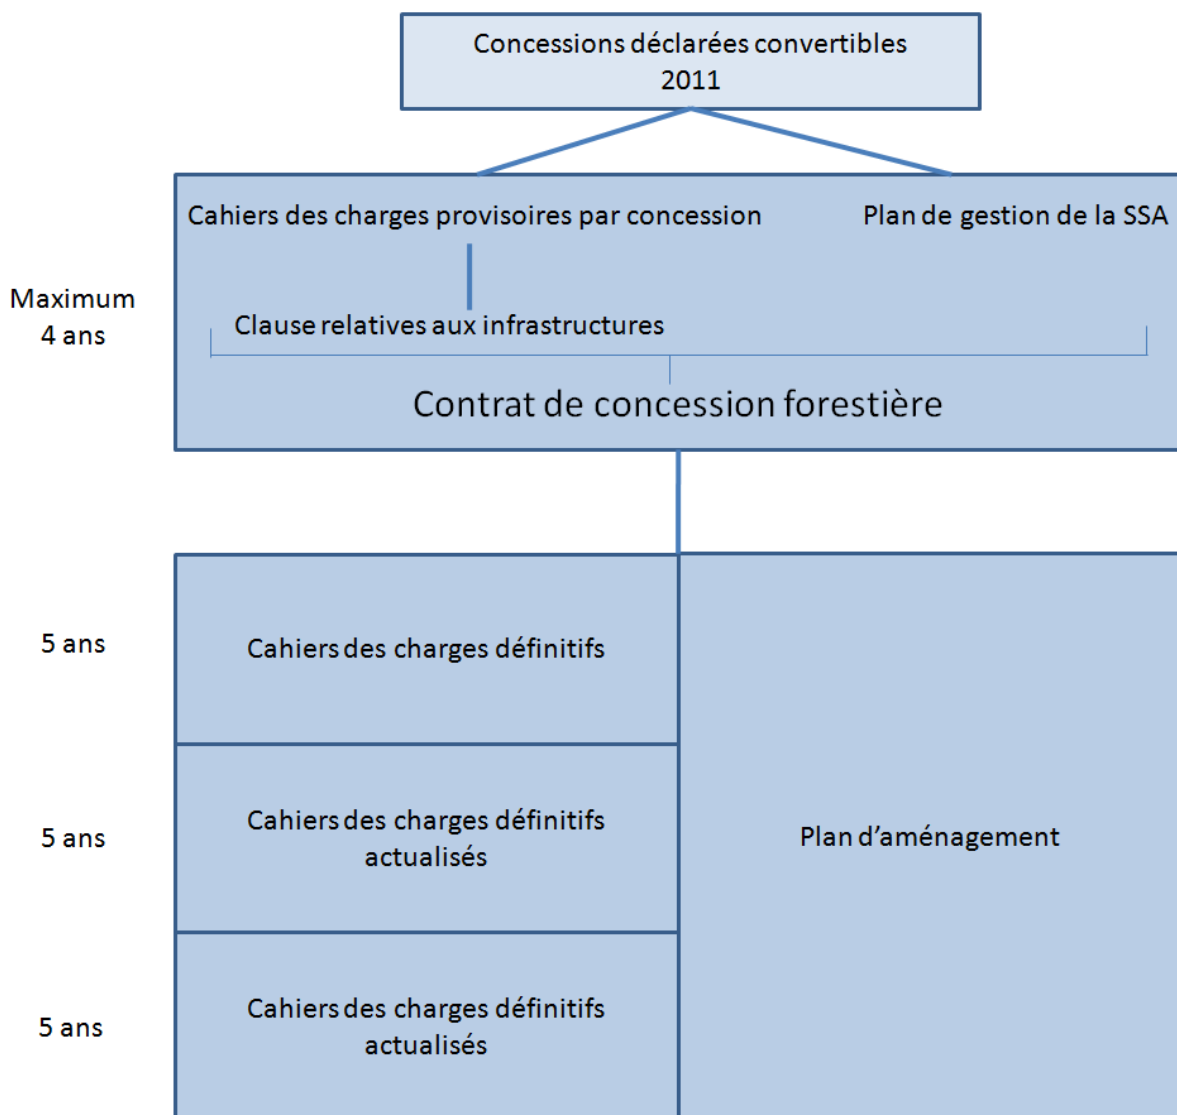 Concessions déclarées convertibles
2011
Cahiers des charges provisoires par concession
Plan de gestion de la SSA
Maximum
4 ans
Clause relatives aux infrastructures
Contrat de concession forestière
5 ans
Cahiers des charges définitifs
5 ans
Cahiers des charges définitifs
actualisés
Plan d’aménagement
5 ans
Cahiers des charges définitifs
actualisés